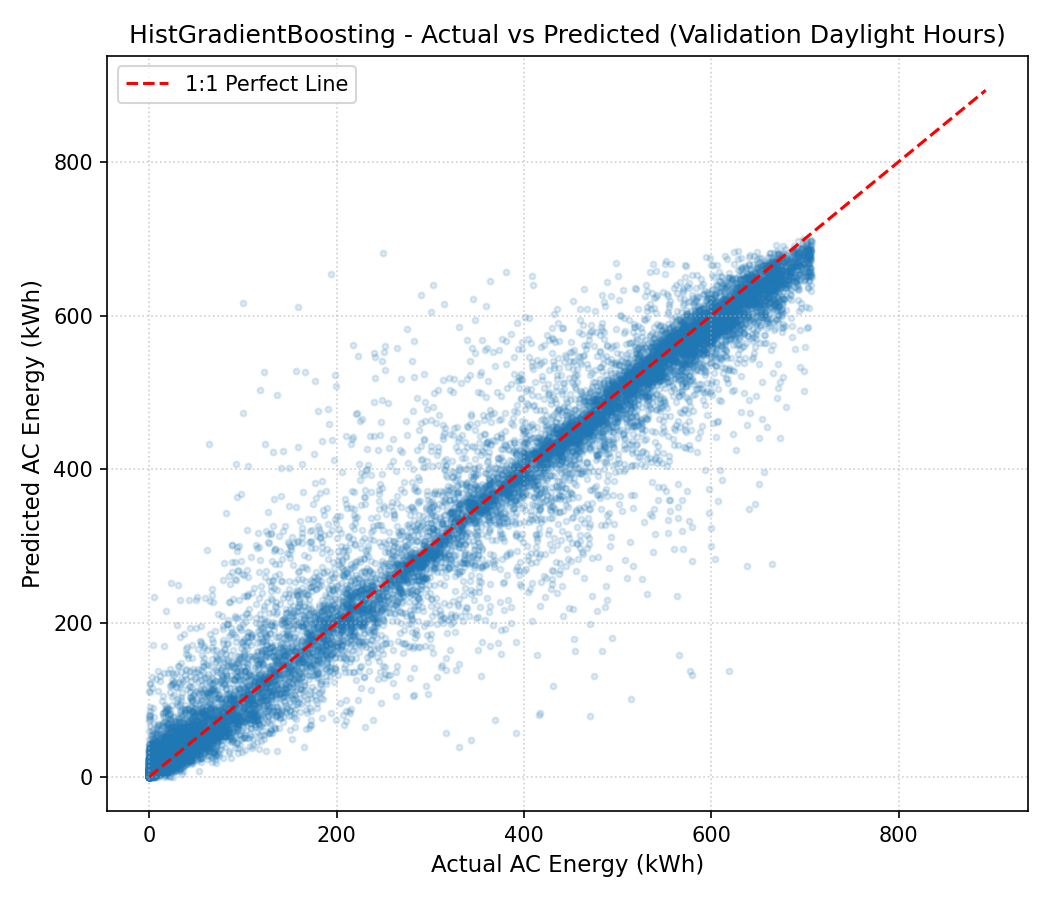 HistGradientBoosting - Actual vs Predicted (Validation Daylight Hours)
1:1 Perfect Line
Predicted AC Energy (kWh)
800
600
400
200
0
0 200 400 600 800
Actual AC Energy (kWh)